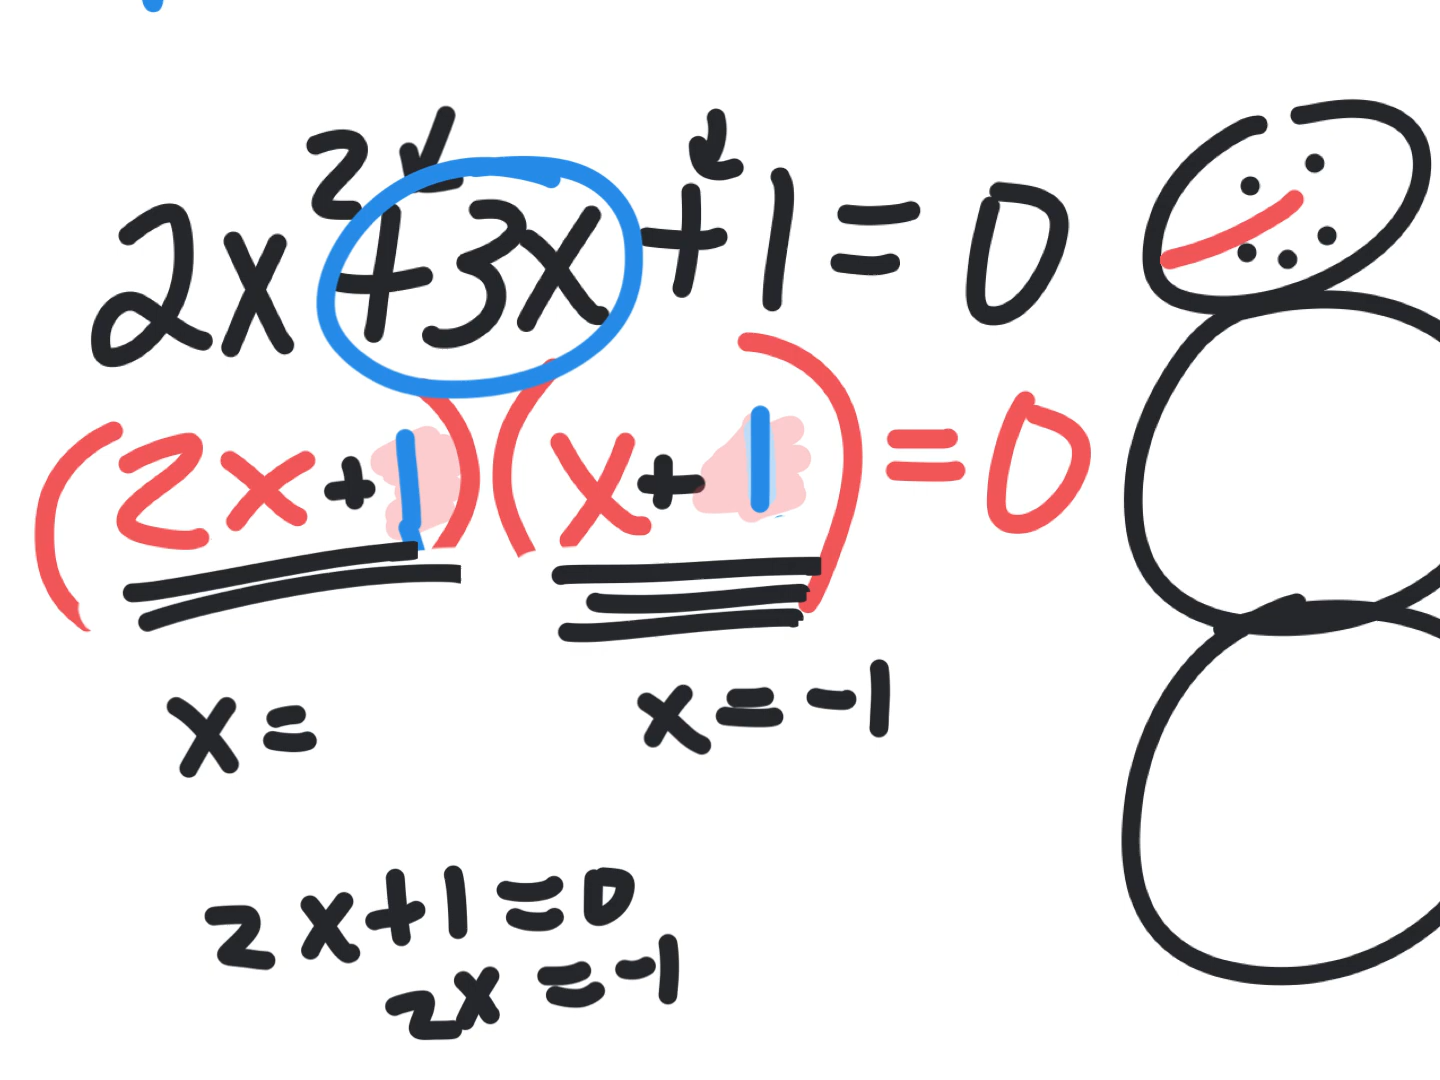 2x²+3x+1=0
(2x+1)(x+1)=0
x= x=-1
2x+1=0
2x=-1